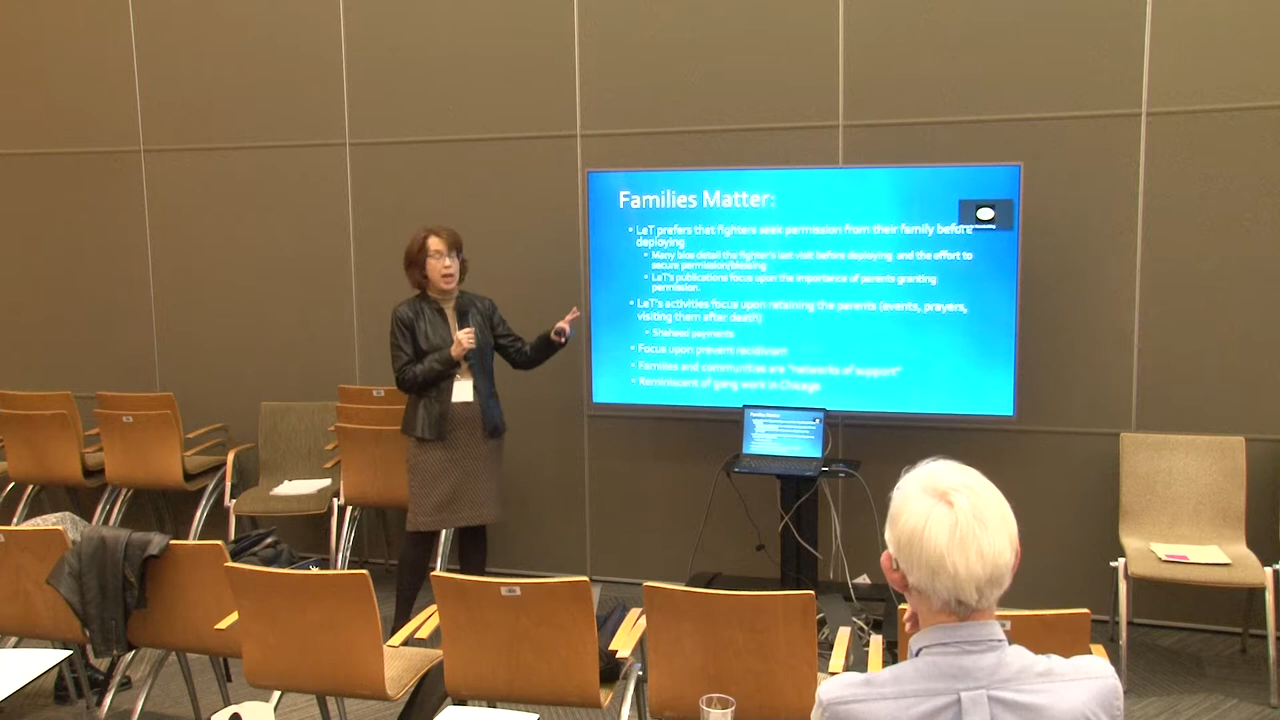 Families Matter:
LeT prefers that fighters seek permission from their family before
deploying
Many bios detail the fighter's last visit before deploying and the effort to
secure permission/blessing
LeT's publications focus upon the importance of parents granting
permission.
LeT's activities focus upon retaining the parents (events, prayers,
visiting them after death)
Shaheed payments
Focus upon prevent recidivism
Families and communities are "networks of support"
Reminiscent of gang work in Chicago